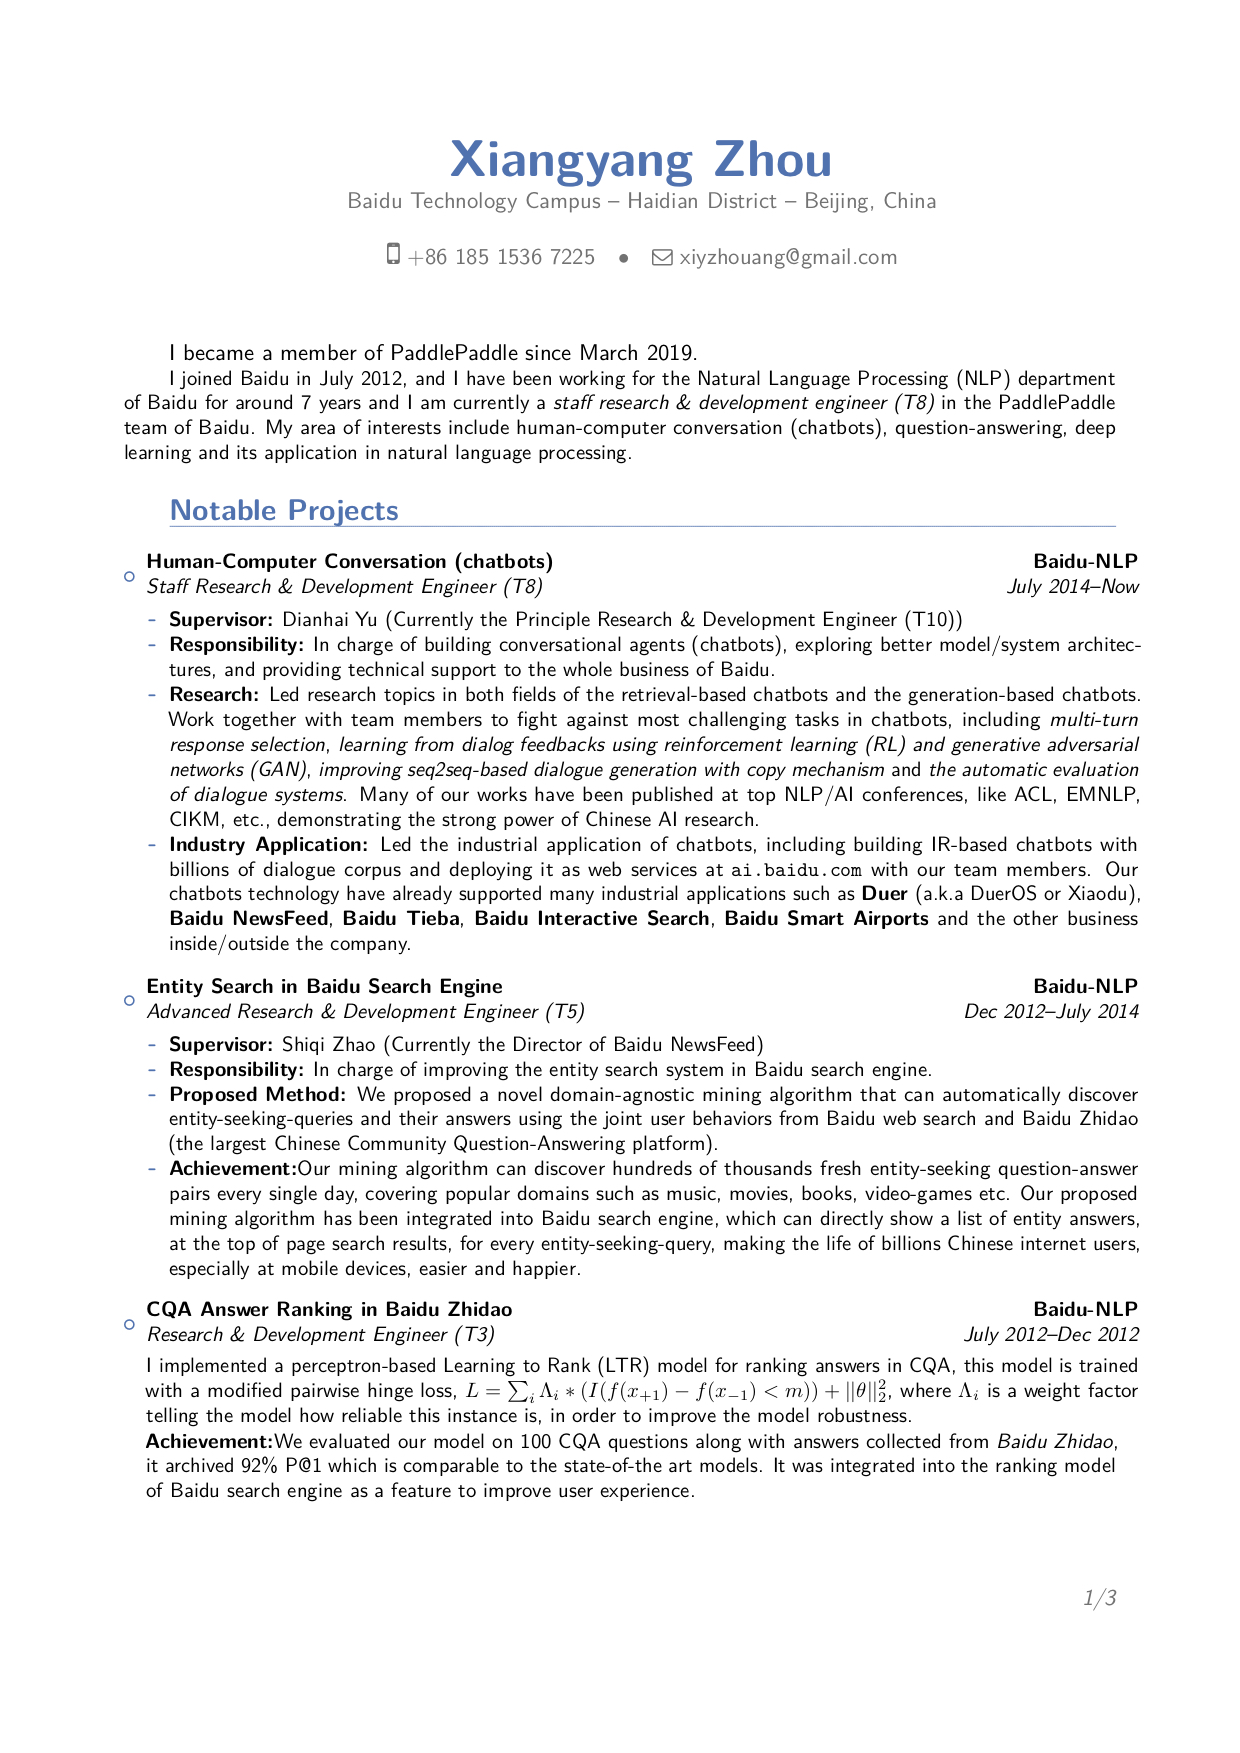 Xiangyang Zhou
Baidu Technology Campus – Haidian District – Beijing, China
+86 185 1536 7225 • xiyzhouang@gmail.com
I became a member of PaddlePaddle since March 2019.
I joined Baidu in July 2012, and I have been working for the Natural Language Processing (NLP) department
of Baidu for around 7 years and I am currently a staff research & development engineer (T8) in the PaddlePaddle
team of Baidu. My area of interests include human-computer conversation (chatbots), question-answering, deep
learning and its application in natural language processing.
Notable Projects
Human-Computer Conversation (chatbots) Baidu-NLP
Staff Research & Development Engineer (T8) July 2014–Now
- Supervisor: Dianhai Yu (Currently the Principle Research & Development Engineer (T10))
- Responsibility: In charge of building conversational agents (chatbots), exploring better model/system architec-
tures, and providing technical support to the whole business of Baidu.
- Research: Led research topics in both fields of the retrieval-based chatbots and the generation-based chatbots.
Work together with team members to fight against most challenging tasks in chatbots, including multi-turn
response selection, learning from dialog feedbacks using reinforcement learning (RL) and generative adversarial
networks (GAN), improving seq2seq-based dialogue generation with copy mechanism and the automatic evaluation
of dialogue systems. Many of our works have been published at top NLP/AI conferences, like ACL, EMNLP,
CIKM, etc., demonstrating the strong power of Chinese AI research.
- Industry Application: Led the industrial application of chatbots, including building IR-based chatbots with
billions of dialogue corpus and deploying it as web services at ai.baidu.com with our team members. Our
chatbots technology have already supported many industrial applications such as Duer (a.k.a DuerOS or Xiaodu),
Baidu NewsFeed, Baidu Tieba, Baidu Interactive Search, Baidu Smart Airports and the other business
inside/outside the company.
Entity Search in Baidu Search Engine Baidu-NLP
Advanced Research & Development Engineer (T5) Dec 2012–July 2014
- Supervisor: Shiqi Zhao (Currently the Director of Baidu NewsFeed)
- Responsibility: In charge of improving the entity search system in Baidu search engine.
- Proposed Method: We proposed a novel domain-agnostic mining algorithm that can automatically discover
entity-seeking-queries and their answers using the joint user behaviors from Baidu web search and Baidu Zhidao
(the largest Chinese Community Question-Answering platform).
- Achievement:Our mining algorithm can discover hundreds of thousands fresh entity-seeking question-answer
pairs every single day, covering popular domains such as music, movies, books, video-games etc. Our proposed
mining algorithm has been integrated into Baidu search engine, which can directly show a list of entity answers,
at the top of page search results, for every entity-seeking-query, making the life of billions Chinese internet users,
especially at mobile devices, easier and happier.
CQA Answer Ranking in Baidu Zhidao Baidu-NLP
Research & Development Engineer (T3) July 2012–Dec 2012
I implemented a perceptron-based Learning to Rank (LTR) model for ranking answers in CQA, this model is trained
with a modified pairwise hinge loss, L = ∑_i Λ_i ∗ (I(f(x_{+1}) − f(x_{−1}) < m)) + ||θ||_2^2, where Λ_i is a weight factor
telling the model how reliable this instance is, in order to improve the model robustness.
Achievement:We evaluated our model on 100 CQA questions along with answers collected from Baidu Zhidao,
it archived 92% P@1 which is comparable to the state-of-the art models. It was integrated into the ranking model
of Baidu search engine as a feature to improve user experience.
1/3